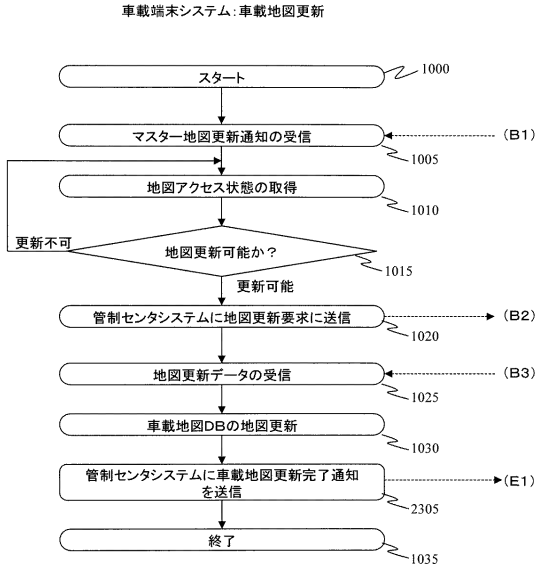 車載端末システム：車載地図更新
スタート
1000
マスター地図更新通知の受信
(B1)
1005
地図アクセス状態の取得
1010
更新不可
地図更新可能か？
1015
更新可能
管制センタシステムに地図更新要求に送信
(B2)
1020
地図更新データの受信
(B3)
1025
車載地図DBの地図更新
1030
管制センタシステムに車載地図更新完了通知
を送信
(E1)
2305
終了
1035